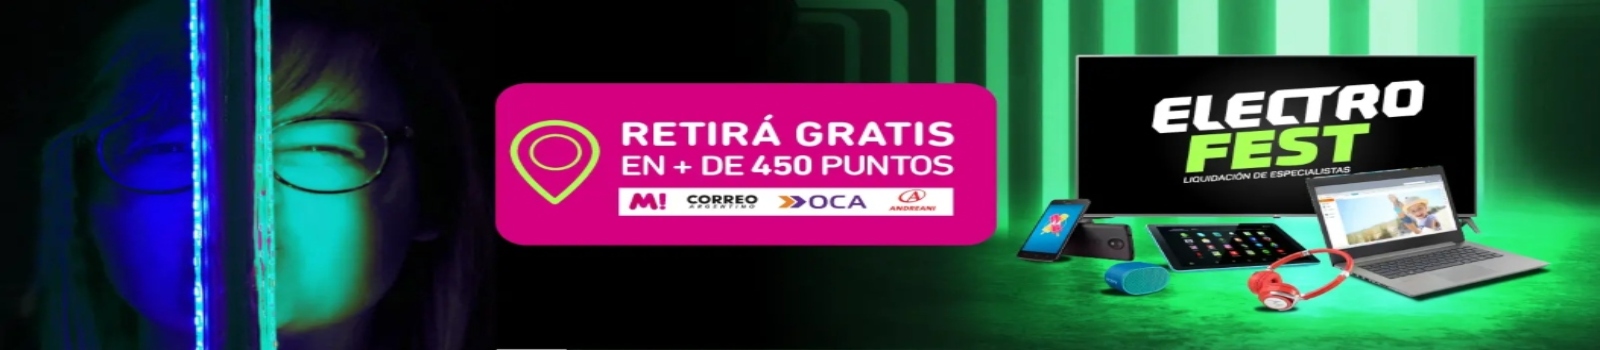 RETIRÁ GRATIS
EN + DE 450 PUNTOS
M! CORREO ARGENTINO OCA ANDREANI
ELECTRO
FEST
LIQUIDACIÓN DE ESPECIALISTAS